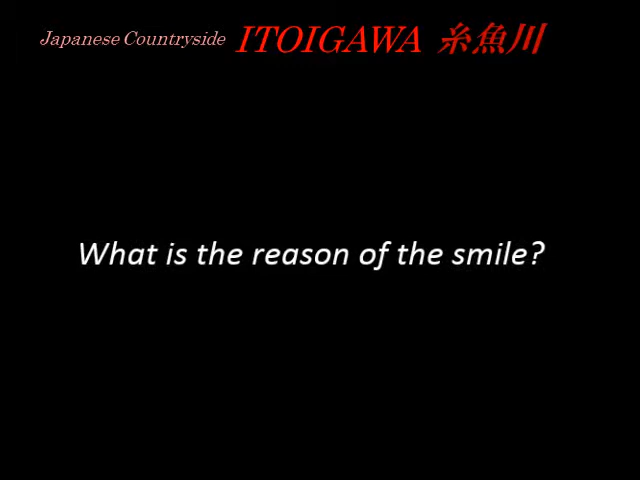 Japanese Countryside ITOIGAWA 糸魚川
What is the reason of the smile?